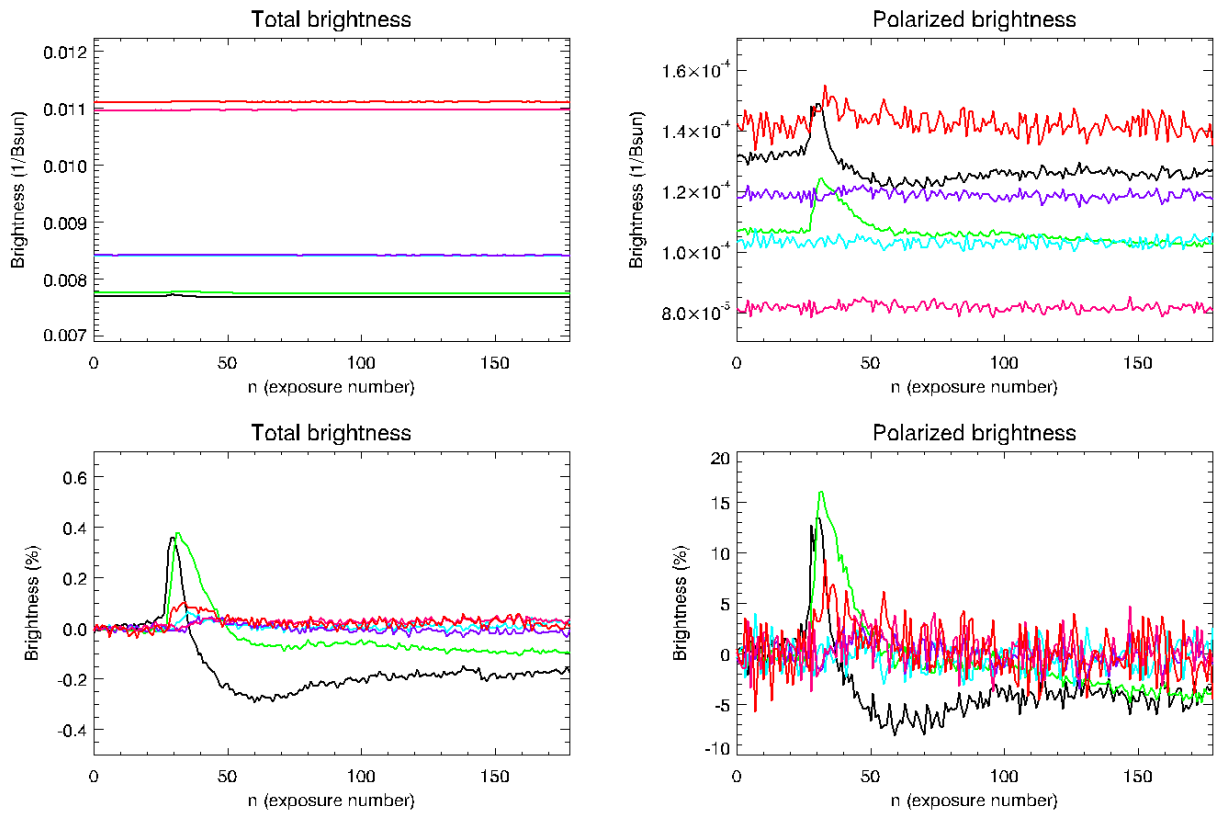 Total brightness
Brightness (1/Bsun)
0.012
0.011
0.010
0.009
0.008
0.007
0 50 100 150
n (exposure number)
Polarized brightness
Brightness (1/Bsun)
1.6×10⁻⁴
1.4×10⁻⁴
1.2×10⁻⁴
1.0×10⁻⁴
8.0×10⁻⁵
0 50 100 150
n (exposure number)
Total brightness
Brightness (%)
0.6
0.4
0.2
0.0
-0.2
-0.4
0 50 100 150
n (exposure number)
Polarized brightness
Brightness (%)
20
15
10
5
0
-5
-10
0 50 100 150
n (exposure number)